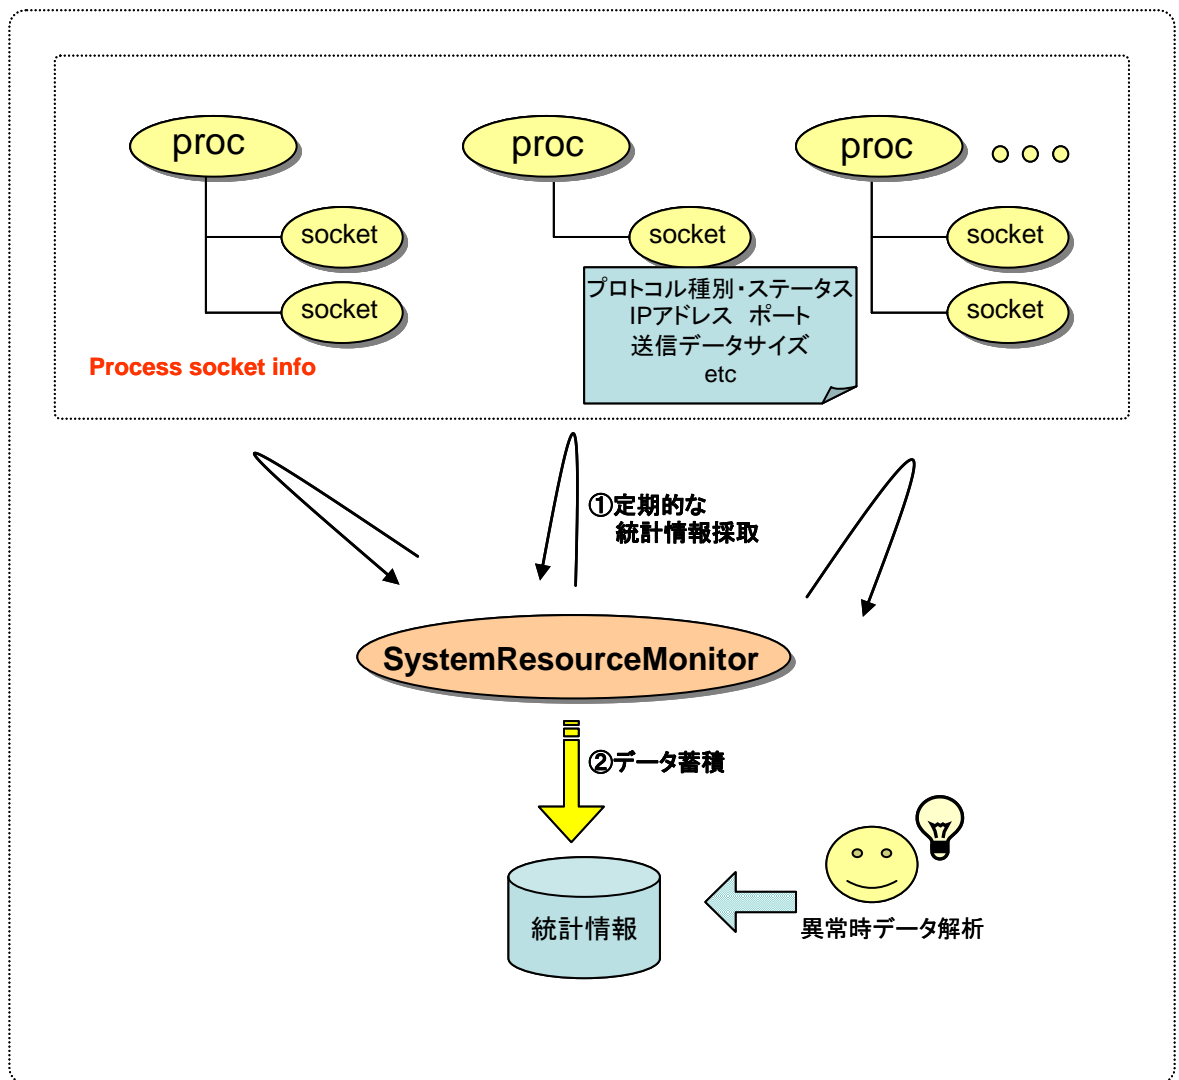 proc
proc
proc
socket
socket
socket
socket
socket
プロトコル種別・ステータス
IPアドレス ポート
送信データサイズ
etc
Process socket info
①定期的な
統計情報採取
SystemResourceMonitor
②データ蓄積
統計情報
異常時データ解析